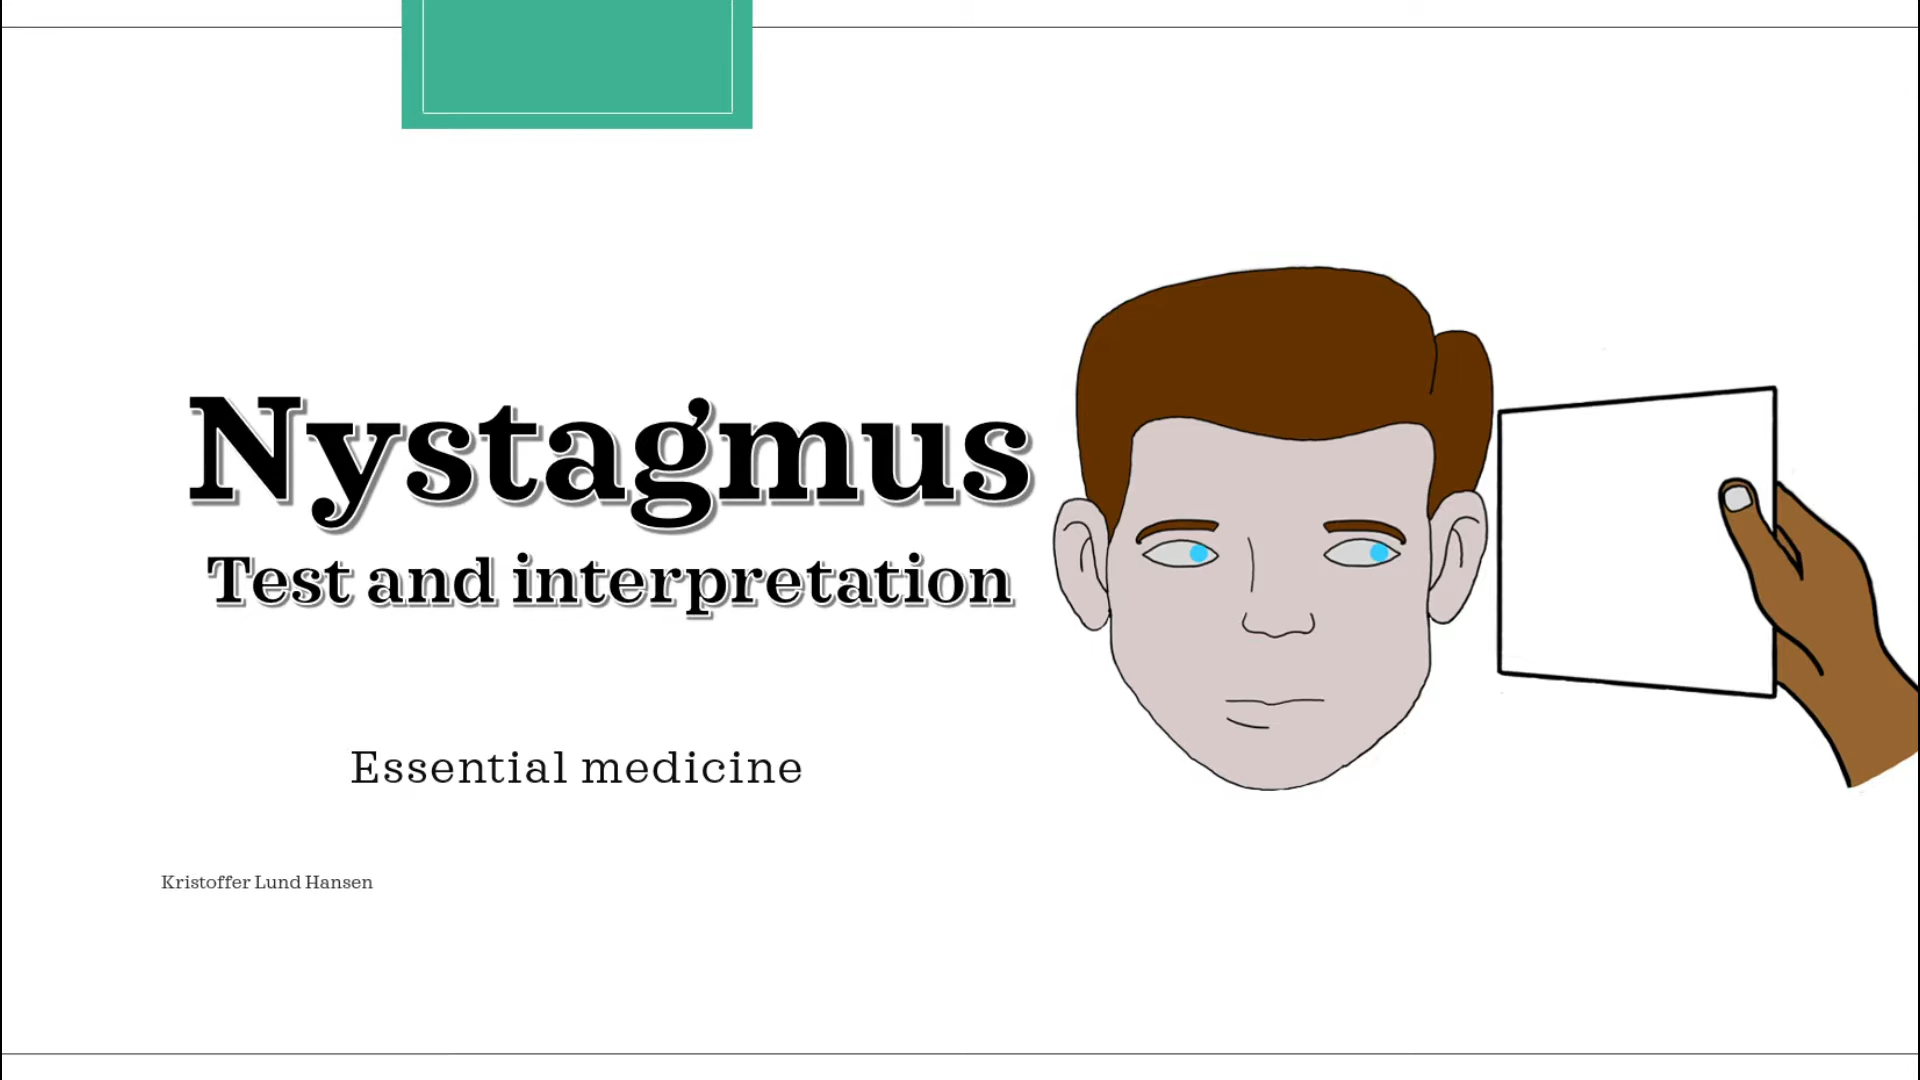 Nystagmus
Test and interpretation
Essential medicine
Kristoffer Lund Hansen